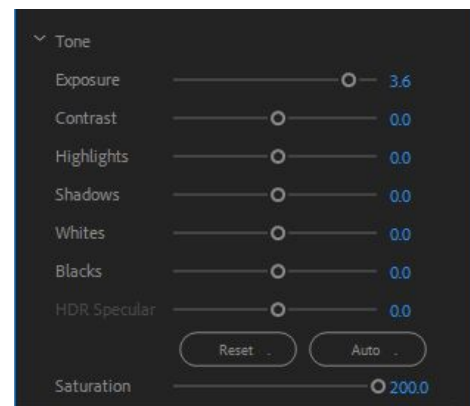 Tone
Exposure 3.6
Contrast 0.0
Highlights 0.0
Shadows 0.0
Whites 0.0
Blacks 0.0
HDR Specular 0.0
Reset Auto
Saturation 200.0